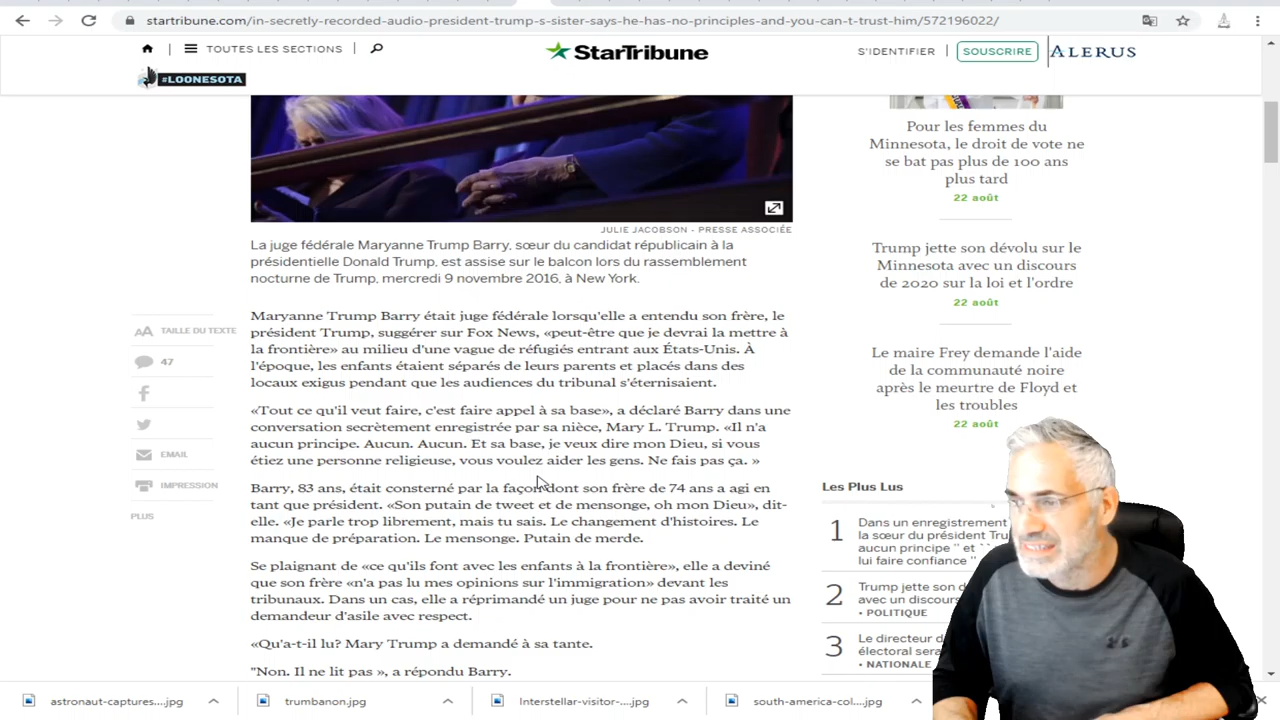 startribune.com/in-secretly-recorded-audio-president-trump-s-sister-says-he-has-no-principles-and-you-can-t-trust-him/572196022/
TOUTES LES SECTIONS
StarTribune
S'IDENTIFIER
SOUSCRIRE
ALERUS
#LOONESOTA
JULIE JACOBSON - PRESSE ASSOCIÉE
La juge fédérale Maryanne Trump Barry, sœur du candidat républicain à la
présidentielle Donald Trump, est assise sur le balcon lors du rassemblement
nocturne de Trump, mercredi 9 novembre 2016, à New York.
AA TAILLE DU TEXTE
47
EMAIL
IMPRESSION
PLUS
Maryanne Trump Barry était juge fédérale lorsqu'elle a entendu son frère, le
président Trump, suggérer sur Fox News, «peut-être que je devrai la mettre à
la frontière» au milieu d'une vague de réfugiés entrant aux États-Unis. À
l'époque, les enfants étaient séparés de leurs parents et placés dans des
locaux exigus pendant que les audiences du tribunal s'éternisaient.
«Tout ce qu'il veut faire, c'est faire appel à sa base», a déclaré Barry dans une
conversation secrètement enregistrée par sa nièce, Mary L. Trump. «Il n'a
aucun principe. Aucun. Aucun. Et sa base, je veux dire mon Dieu, si vous
étiez une personne religieuse, vous voulez aider les gens. Ne fais pas ça. »
Barry, 83 ans, était consterné par la façon dont son frère de 74 ans a agi en
tant que président. «Son putain de tweet et de mensonge, oh mon Dieu», dit-
elle. «Je parle trop librement, mais tu sais. Le changement d'histoires. Le
manque de préparation. Le mensonge. Putain de merde.
Se plaignant de «ce qu'ils font avec les enfants à la frontière», elle a deviné
que son frère «n'a pas lu mes opinions sur l'immigration» devant les
tribunaux. Dans un cas, elle a réprimandé un juge pour ne pas avoir traité un
demandeur d'asile avec respect.
«Qu'a-t-il lu? Mary Trump a demandé à sa tante.
"Non. Il ne lit pas », a répondu Barry.
Pour les femmes du
Minnesota, le droit de vote ne
se bat pas plus de 100 ans
plus tard
22 août
Trump jette son dévolu sur le
Minnesota avec un discours
de 2020 sur la loi et l'ordre
22 août
Le maire Frey demande l'aide
de la communauté noire
après le meurtre de Floyd et
les troubles
22 août
Les Plus Lus
1 Dans un enregistrement
la sœur du président
aucun principe " et ``
lui faire confiance "
2 Trump jette son
avec un discours
• POLITIQUE
3 Le directeur
électoral
• NATIONALE
astronaut-captures....jpg
trumbanon.jpg
Interstellar-visitor-....jpg
south-america-col....jpg